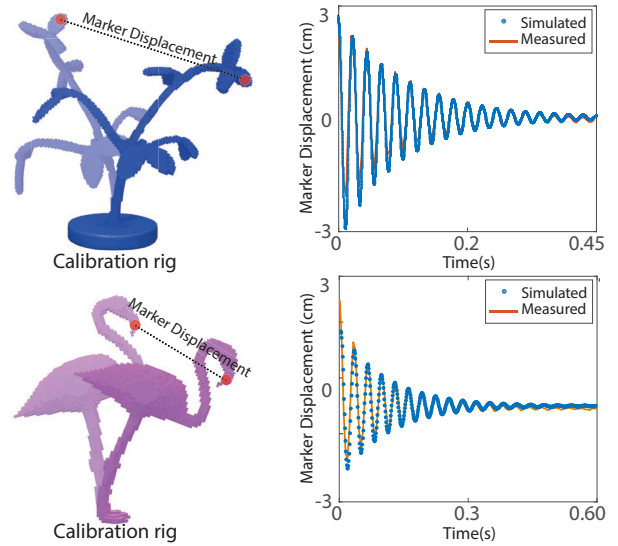 Marker Displacement
Calibration rig
Marker Displacement (cm)
3
0
-3
0
0.2
0.45
Time(s)
Simulated
Measured
Marker Displacement
Calibration rig
Marker Displacement (cm)
3
0
-3
0
0.3
0.60
Time(s)
Simulated
Measured